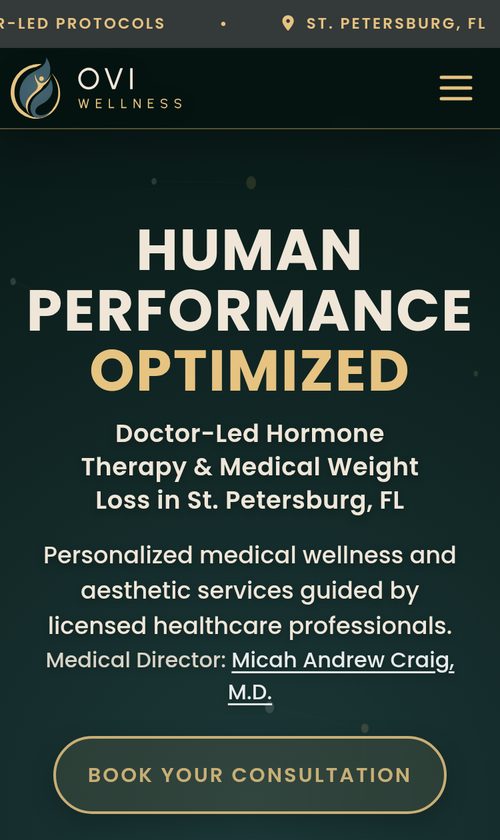 R-LED PROTOCOLS • ST. PETERSBURG, FL
OVI
WELLNESS
HUMAN
PERFORMANCE
OPTIMIZED
Doctor-Led Hormone
Therapy & Medical Weight
Loss in St. Petersburg, FL
Personalized medical wellness and
aesthetic services guided by
licensed healthcare professionals.
Medical Director: Micah Andrew Craig,
M.D.
BOOK YOUR CONSULTATION